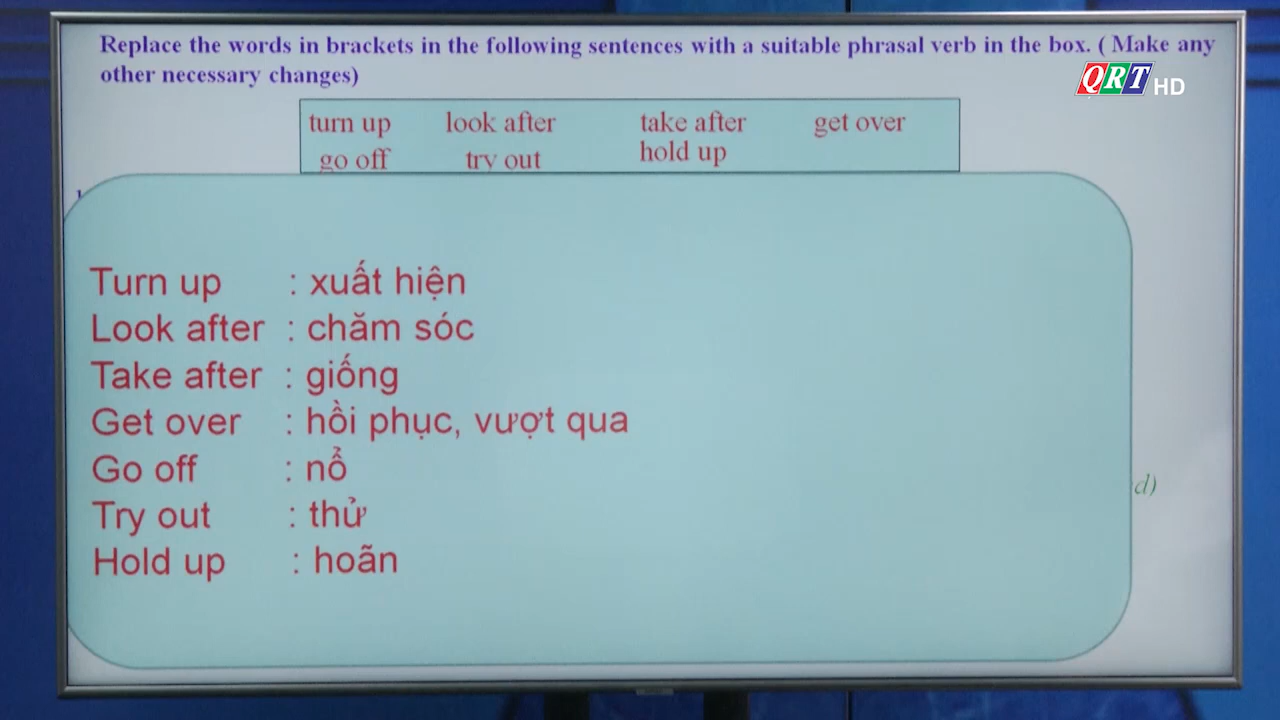 Replace the words in brackets in the following sentences with a suitable phrasal verb in the box. ( Make any
other necessary changes)
QRT HD
turn up look after take after get over
go off try out hold up
Turn up : xuất hiện
Look after : chăm sóc
Take after : giống
Get over : hồi phục, vượt qua
Go off : nổ
d)
Try out : thử
Hold up : hoãn